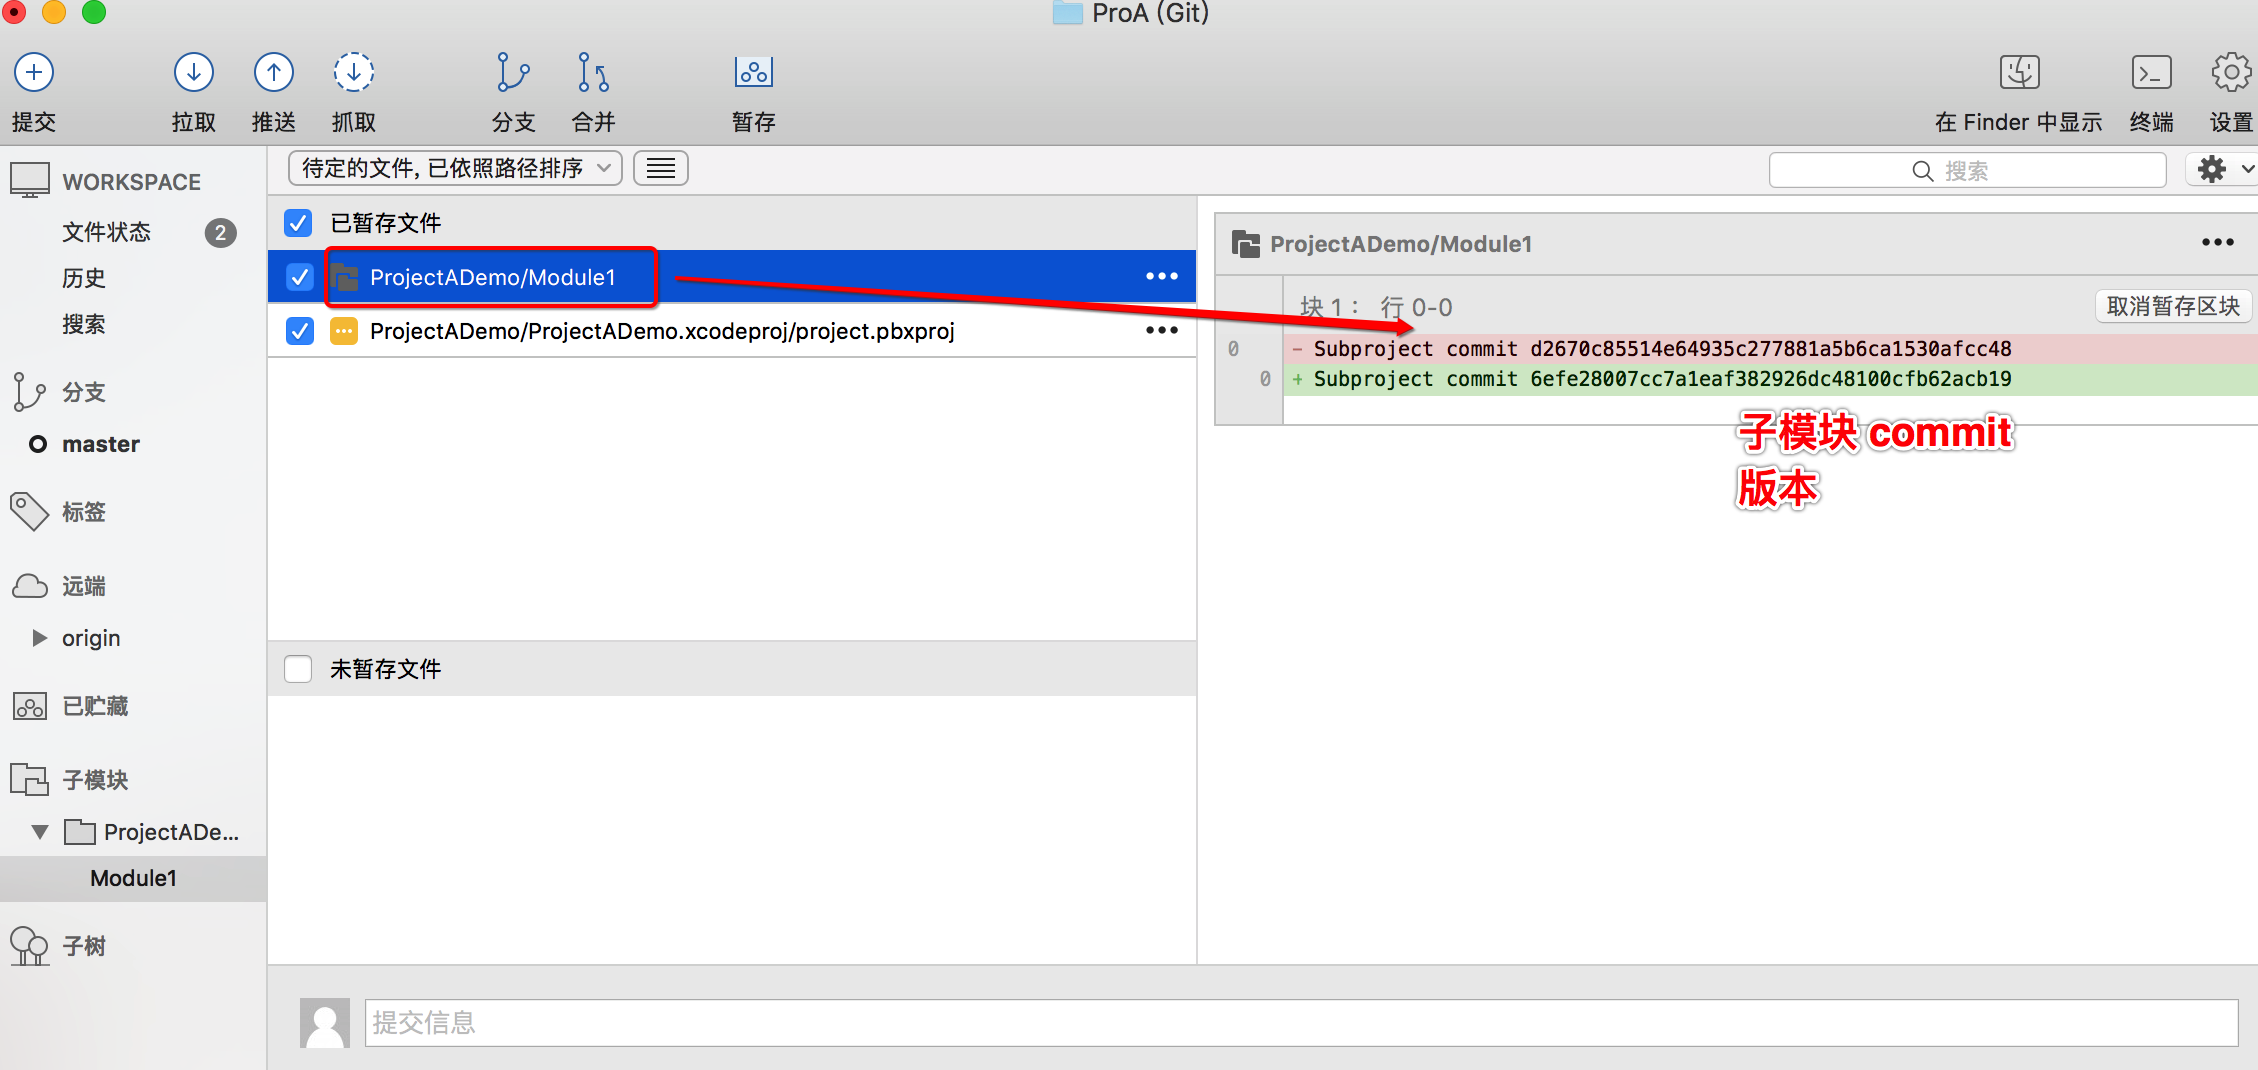 ProA (Git)
提交
拉取
推送
抓取
分支
合并
暂存
在 Finder 中显示
终端
设置
WORKSPACE
文件状态
2
历史
搜索
分支
master
标签
远端
origin
已贮藏
子模块
ProjectADe...
Module1
子树
待定的文件, 已依照路径排序
搜索
已暂存文件
ProjectADemo/Module1
ProjectADemo/ProjectADemo.xcodeproj/project.pbxproj
未暂存文件
ProjectADemo/Module1
块 1： 行 0-0
取消暂存区块
0 - Subproject commit d2670c85514e64935c277881a5b6ca1530afcc48
0 + Subproject commit 6efe28007cc7a1eaf382926dc48100cfb62acb19
子模块 commit
版本
提交信息